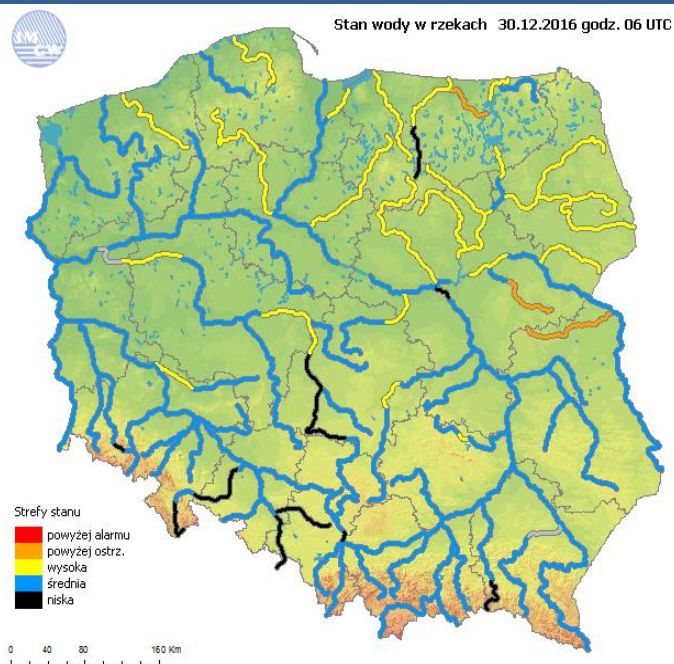 Stan wody w rzekach 30.12.2016 godz. 06 UTC
IMGW
Strefy stanu
powyżej alarmu
powyżej ostrz.
wysoka
średnia
niska
0 40 80 160 Km